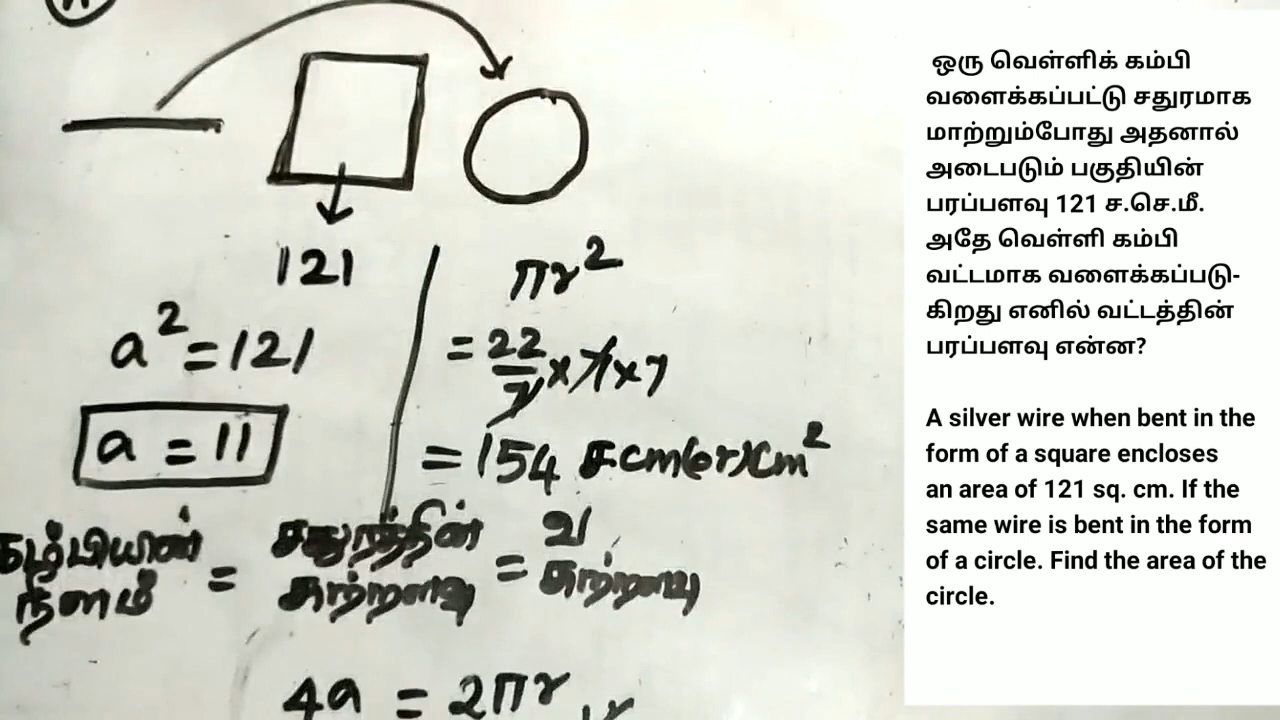 121
a² = 121
a = 11
πr²
= 22/7 × 7 × 7
= 154 ச.cm (or) cm²
கம்பியின் நீளம் = சதுரத்தின் சுற்றளவு = வ சுற்றளவு
4a = 2πr
ஒரு வெள்ளிக் கம்பி
வளைக்கப்பட்டு சதுரமாக
மாற்றும்போது அதனால்
அடைபடும் பகுதியின்
பரப்பளவு 121 ச.செ.மீ.
அதே வெள்ளி கம்பி
வட்டமாக வளைக்கப்படு-
கிறது எனில் வட்டத்தின்
பரப்பளவு என்ன?
A silver wire when bent in the
form of a square encloses
an area of 121 sq. cm. If the
same wire is bent in the form
of a circle. Find the area of the
circle.